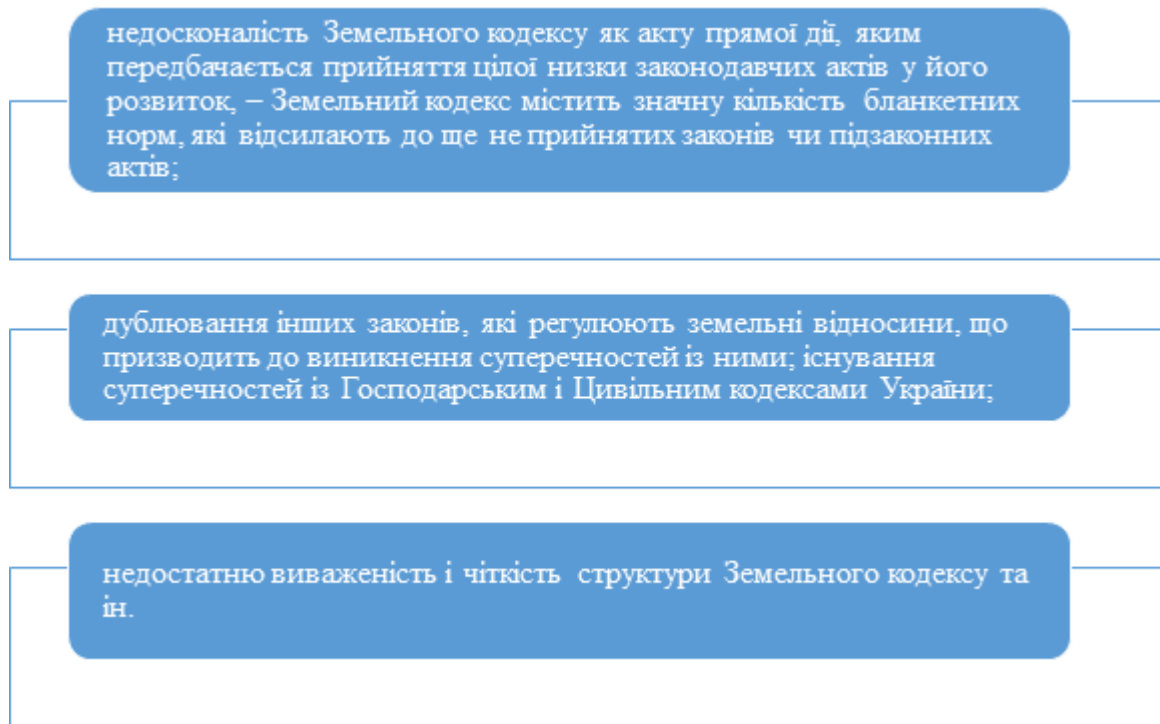 недосконалість Земельного кодексу як акту прямої дії, яким
передбачається прийняття цілої низки законодавчих актів у його
розвиток, – Земельний кодекс містить значну кількість бланкетних
норм, які відсилають до ще не прийнятих законів чи підзаконних
актів;
дублювання інших законів, які регулюють земельні відносини, що
призводить до виникнення суперечностей із ними; існування
суперечностей із Господарським і Цивільним кодексами України;
недостатню виваженість і чіткість структури Земельного кодексу та
ін.